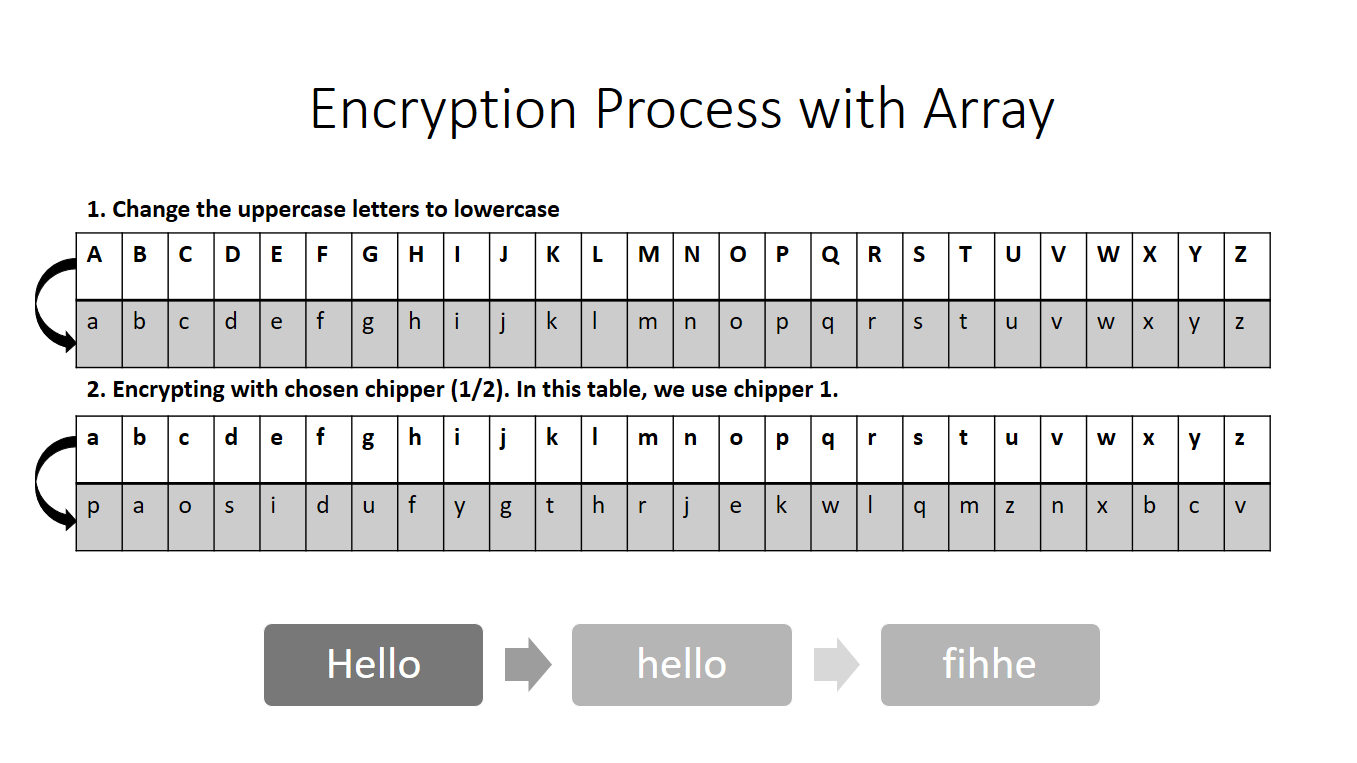 Encryption Process with Array
1. Change the uppercase letters to lowercase
A B C D E F G H I J K L M N O P Q R S T U V W X Y Z
a b c d e f g h i j k l m n o p q r s t u v w x y z
2. Encrypting with chosen chipper (1/2). In this table, we use chipper 1.
a b c d e f g h i j k l m n o p q r s t u v w x y z
p a o s i d u f y g t h r j e k w l q m z n x b c v
Hello hello fihhe